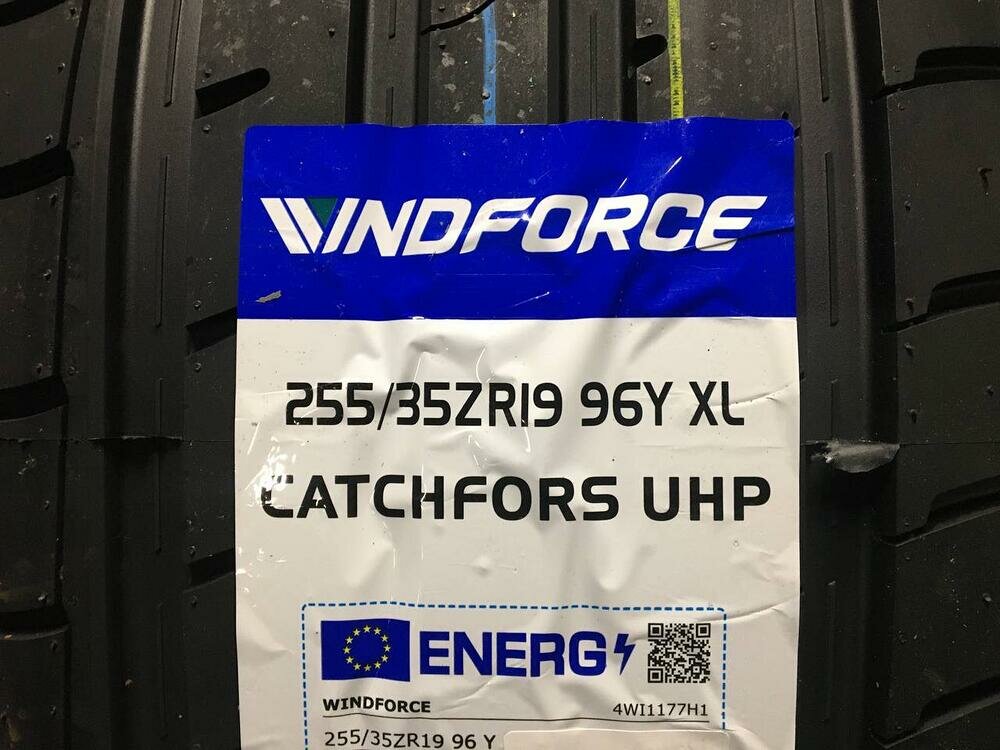 WINDFORCE
255/35ZR19 96Y XL
CATCHFORS UHP
ENERG
WINDFORCE 4WI1177H1
255/35ZR19 96 Y